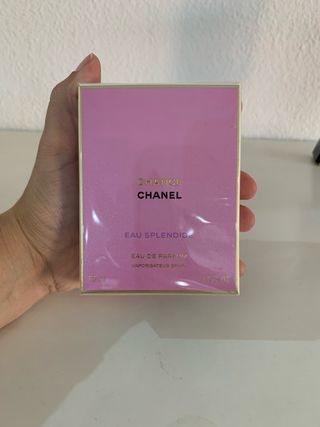 CHANCE
CHANEL
EAU SPLENDIDE
EAU DE PARFUM
VAPORISATEUR SPRAY